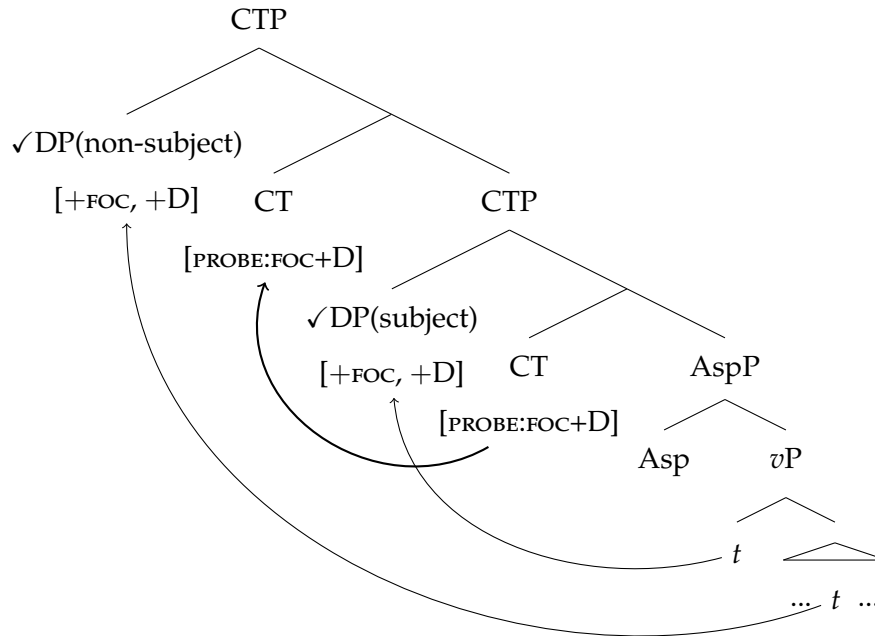 CTP
✓DP(non-subject)
[+FOC, +D] CT CTP
[PROBE:FOC+D]
✓DP(subject)
[+FOC, +D] CT AspP
[PROBE:FOC+D] Asp vP
t
... t ...